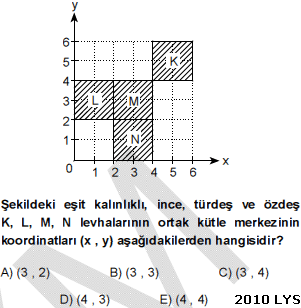 y
6
5
K
4
3
L
M
2
1
N
0
1 2 3 4 5 6
x
Şekildeki eşit kalınlıklı, ince, türdeş ve özdeş
K, L, M, N levhalarının ortak kütle merkezinin
koordinatları (x , y) aşağıdakilerden hangisidir?
A) (3 , 2) B) (3 , 3) C) (3 , 4)
D) (4 , 3) E) (4 , 4) 2010 LYS